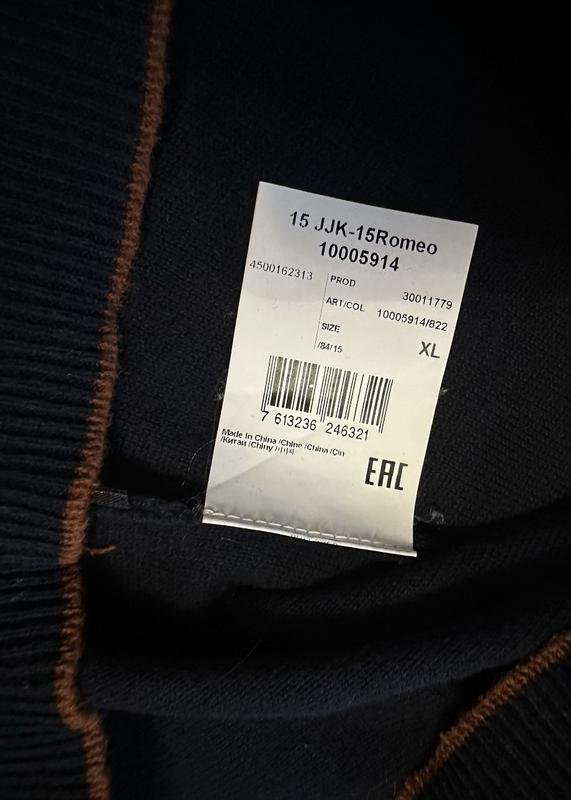 15 JJK-15Romeo
10005914
4500162313
PROD 30011779
ART/COL 10005914/822
SIZE XL
/84/15
7 613236 246321
Made In China /Chine /China /Çin
/Китай /Chiny
EAC